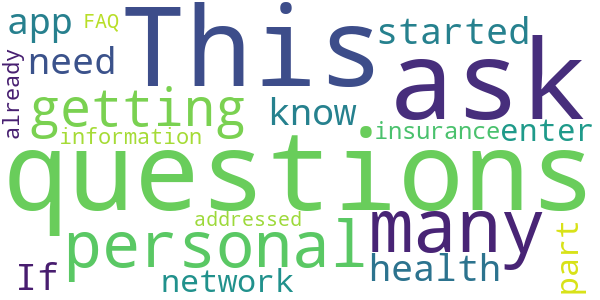 app FAQ This started
already need ask
getting know insurance enter
information
questions
addressed many part
personal health
If network